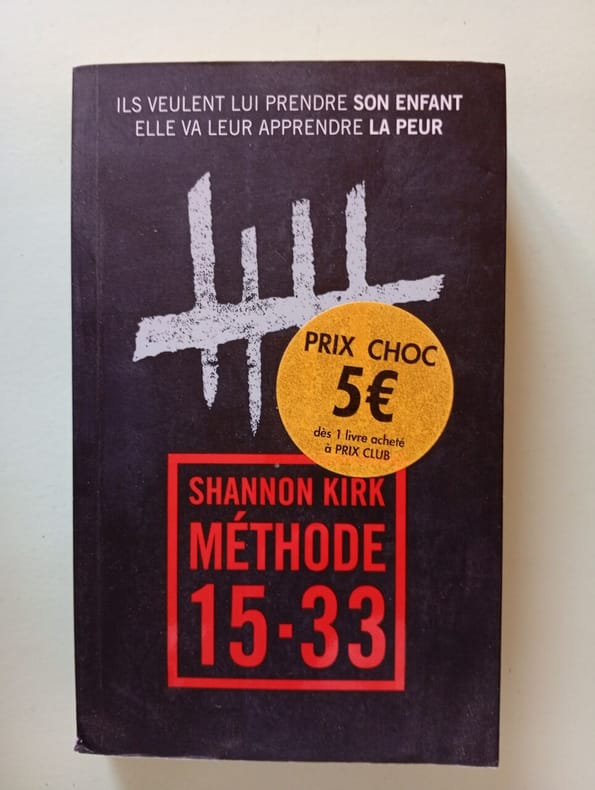 ILS VEULENT LUI PRENDRE SON ENFANT
ELLE VA LEUR APPRENDRE LA PEUR
PRIX CHOC
5€
dès 1 livre acheté
à PRIX CLUB
SHANNON KIRK
MÉTHODE
15·33